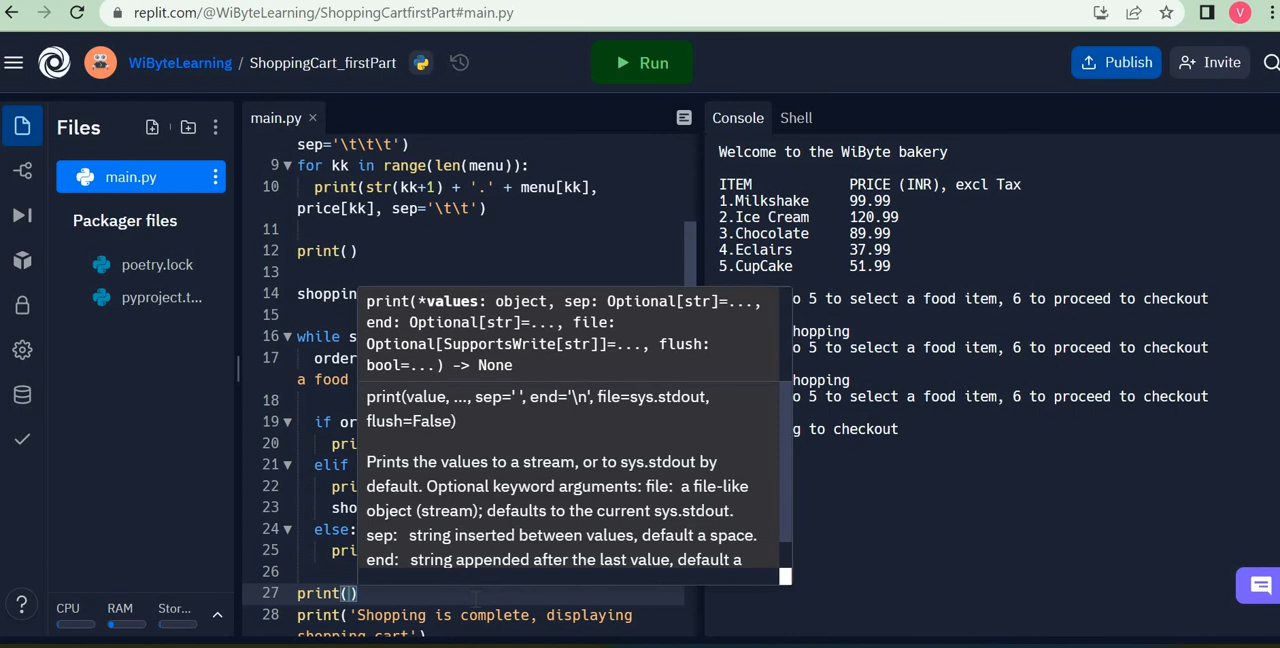 replit.com/@WiByteLearning/ShoppingCartfirstPart#main.py
V
WiByteLearning / ShoppingCart_firstPart
Run
Publish
Invite
Files
main.py
Packager files
poetry.lock
pyproject.t...
CPU RAM Stor...
?
main.py ×
sep='\t\t\t')
9 for kk in range(len(menu)):
10 print(str(kk+1) + '.' + menu[kk],
price[kk], sep='\t\t')
11
12 print()
13
14 shoppin
15
16 while s
17 order
a food
18
19 if or
20 pri
21 elif
22 pri
23 sho
24 else:
25 pri
26
27 print()
28 print('Shopping is complete, displaying
shopping cart')
print(*values: object, sep: Optional[str]=...,
end: Optional[str]=..., file:
Optional[SupportsWrite[str]]=..., flush:
bool=...) -> None
print(value, ..., sep=' ', end='\n', file=sys.stdout,
flush=False)
Prints the values to a stream, or to sys.stdout by
default. Optional keyword arguments: file: a file-like
object (stream); defaults to the current sys.stdout.
sep: string inserted between values, default a space.
end: string appended after the last value, default a
Console Shell
Welcome to the WiByte bakery
ITEM PRICE (INR), excl Tax
1.Milkshake 99.99
2.Ice Cream 120.99
3.Chocolate 89.99
4.Eclairs 37.99
5.CupCake 51.99
o 5 to select a food item, 6 to proceed to checkout
hopping
o 5 to select a food item, 6 to proceed to checkout
hopping
o 5 to select a food item, 6 to proceed to checkout
g to checkout